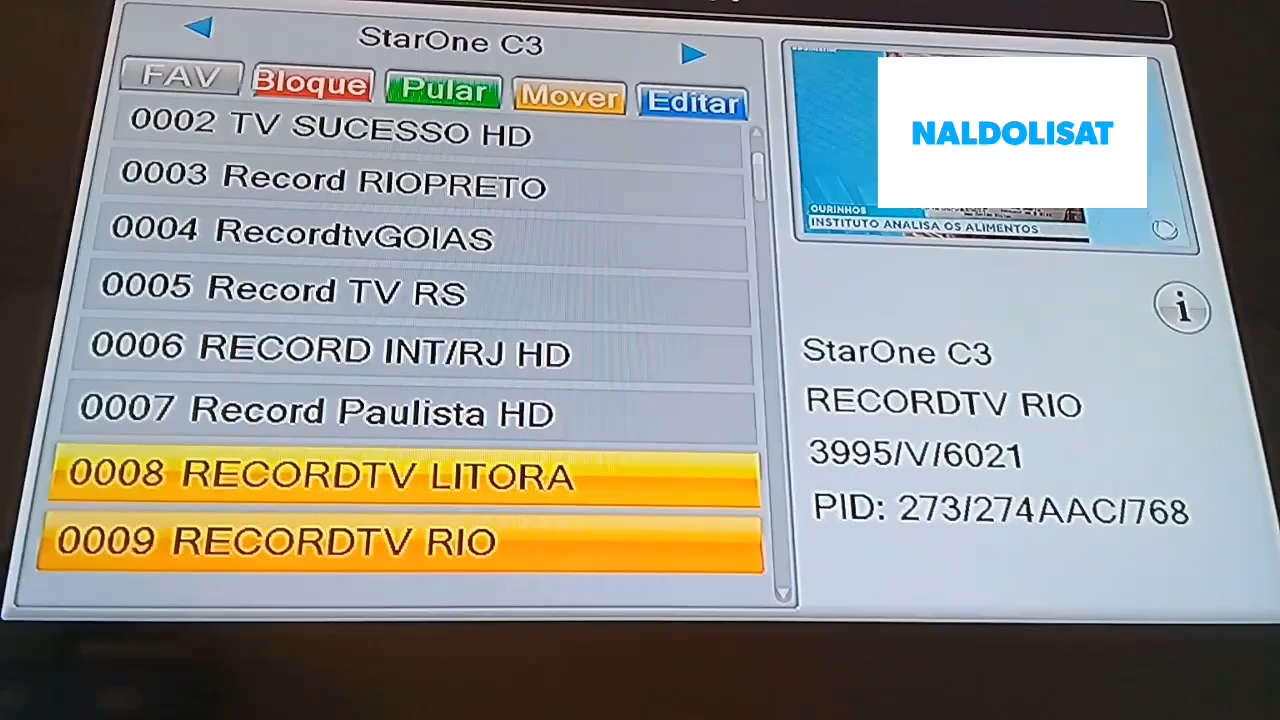 StarOne C3
FAV Bloque Pular Mover Editar
0002 TV SUCESSO HD
0003 Record RIOPRETO
0004 RecordtvGOIAS
0005 Record TV RS
0006 RECORD INT/RJ HD
0007 Record Paulista HD
0008 RECORDTV LITORA
0009 RECORDTV RIO
NALDOLISAT
OURINHOS
INSTITUTO ANALISA OS ALIMENTOS
i
StarOne C3
RECORDTV RIO
3995/V/6021
PID: 273/274AAC/768